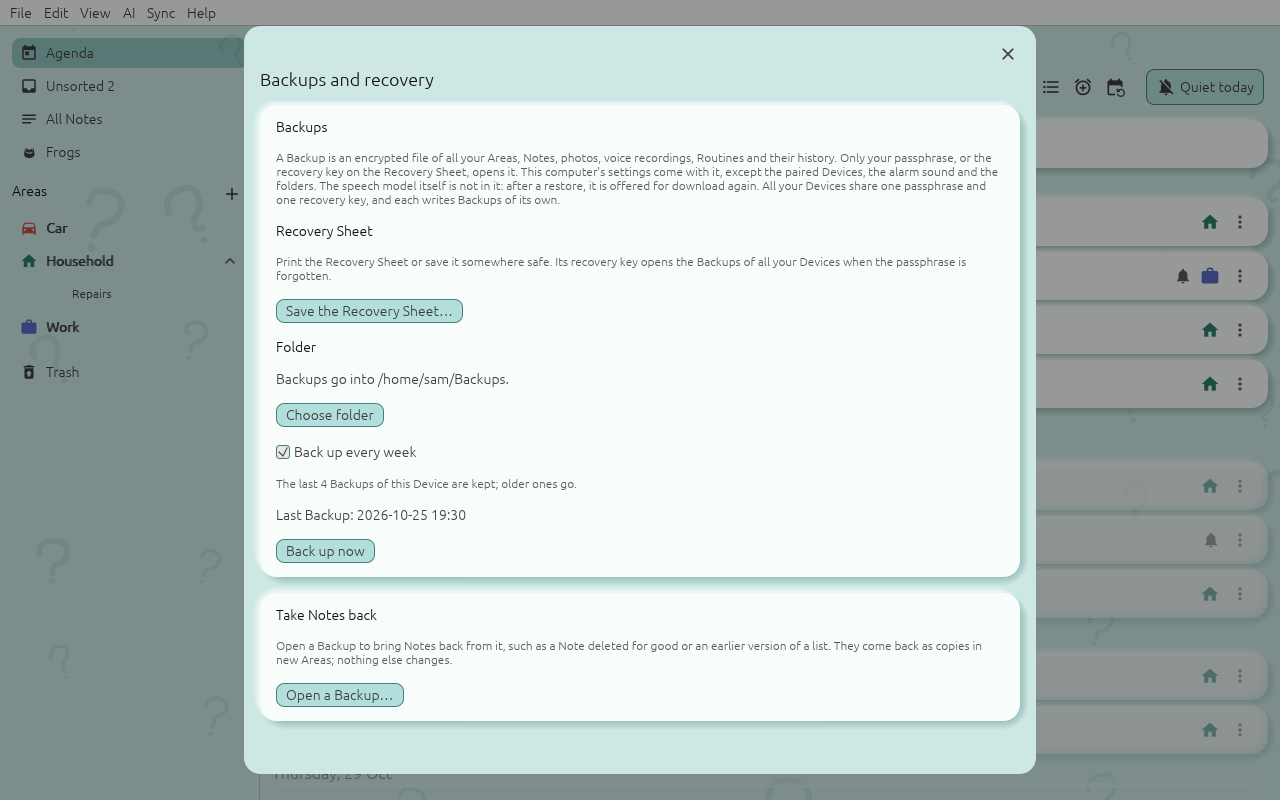 File Edit View AI Sync Help
Agenda
Unsorted 2
All Notes
Frogs
Areas
Car
Household
Repairs
Work
Trash
Quiet today
Backups and recovery
Backups
A Backup is an encrypted file of all your Areas, Notes, photos, voice recordings, Routines and their history. Only your passphrase, or the
recovery key on the Recovery Sheet, opens it. This computer's settings come with it, except the paired Devices, the alarm sound and the
folders. The speech model itself is not in it: after a restore, it is offered for download again. All your Devices share one passphrase and
one recovery key, and each writes Backups of its own.
Recovery Sheet
Print the Recovery Sheet or save it somewhere safe. Its recovery key opens the Backups of all your Devices when the passphrase is
forgotten.
Save the Recovery Sheet…
Folder
Backups go into /home/sam/Backups.
Choose folder
Back up every week
The last 4 Backups of this Device are kept; older ones go.
Last Backup: 2026-10-25 19:30
Back up now
Take Notes back
Open a Backup to bring Notes back from it, such as a Note deleted for good or an earlier version of a list. They come back as copies in
new Areas; nothing else changes.
Open a Backup…
Thursday, 29 Oct